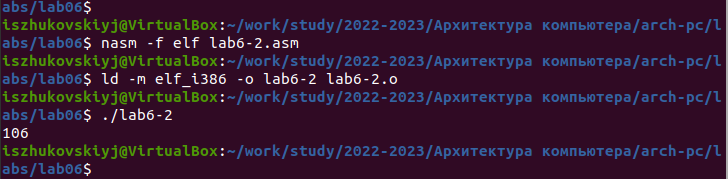 abs/lab06$
iszhukovskiyj@VirtualBox:~/work/study/2022-2023/Архитектура компьютера/arch-pc/l
abs/lab06$ nasm -f elf lab6-2.asm
iszhukovskiyj@VirtualBox:~/work/study/2022-2023/Архитектура компьютера/arch-pc/l
abs/lab06$ ld -m elf_i386 -o lab6-2 lab6-2.o
iszhukovskiyj@VirtualBox:~/work/study/2022-2023/Архитектура компьютера/arch-pc/l
abs/lab06$ ./lab6-2
106
iszhukovskiyj@VirtualBox:~/work/study/2022-2023/Архитектура компьютера/arch-pc/l
abs/lab06$